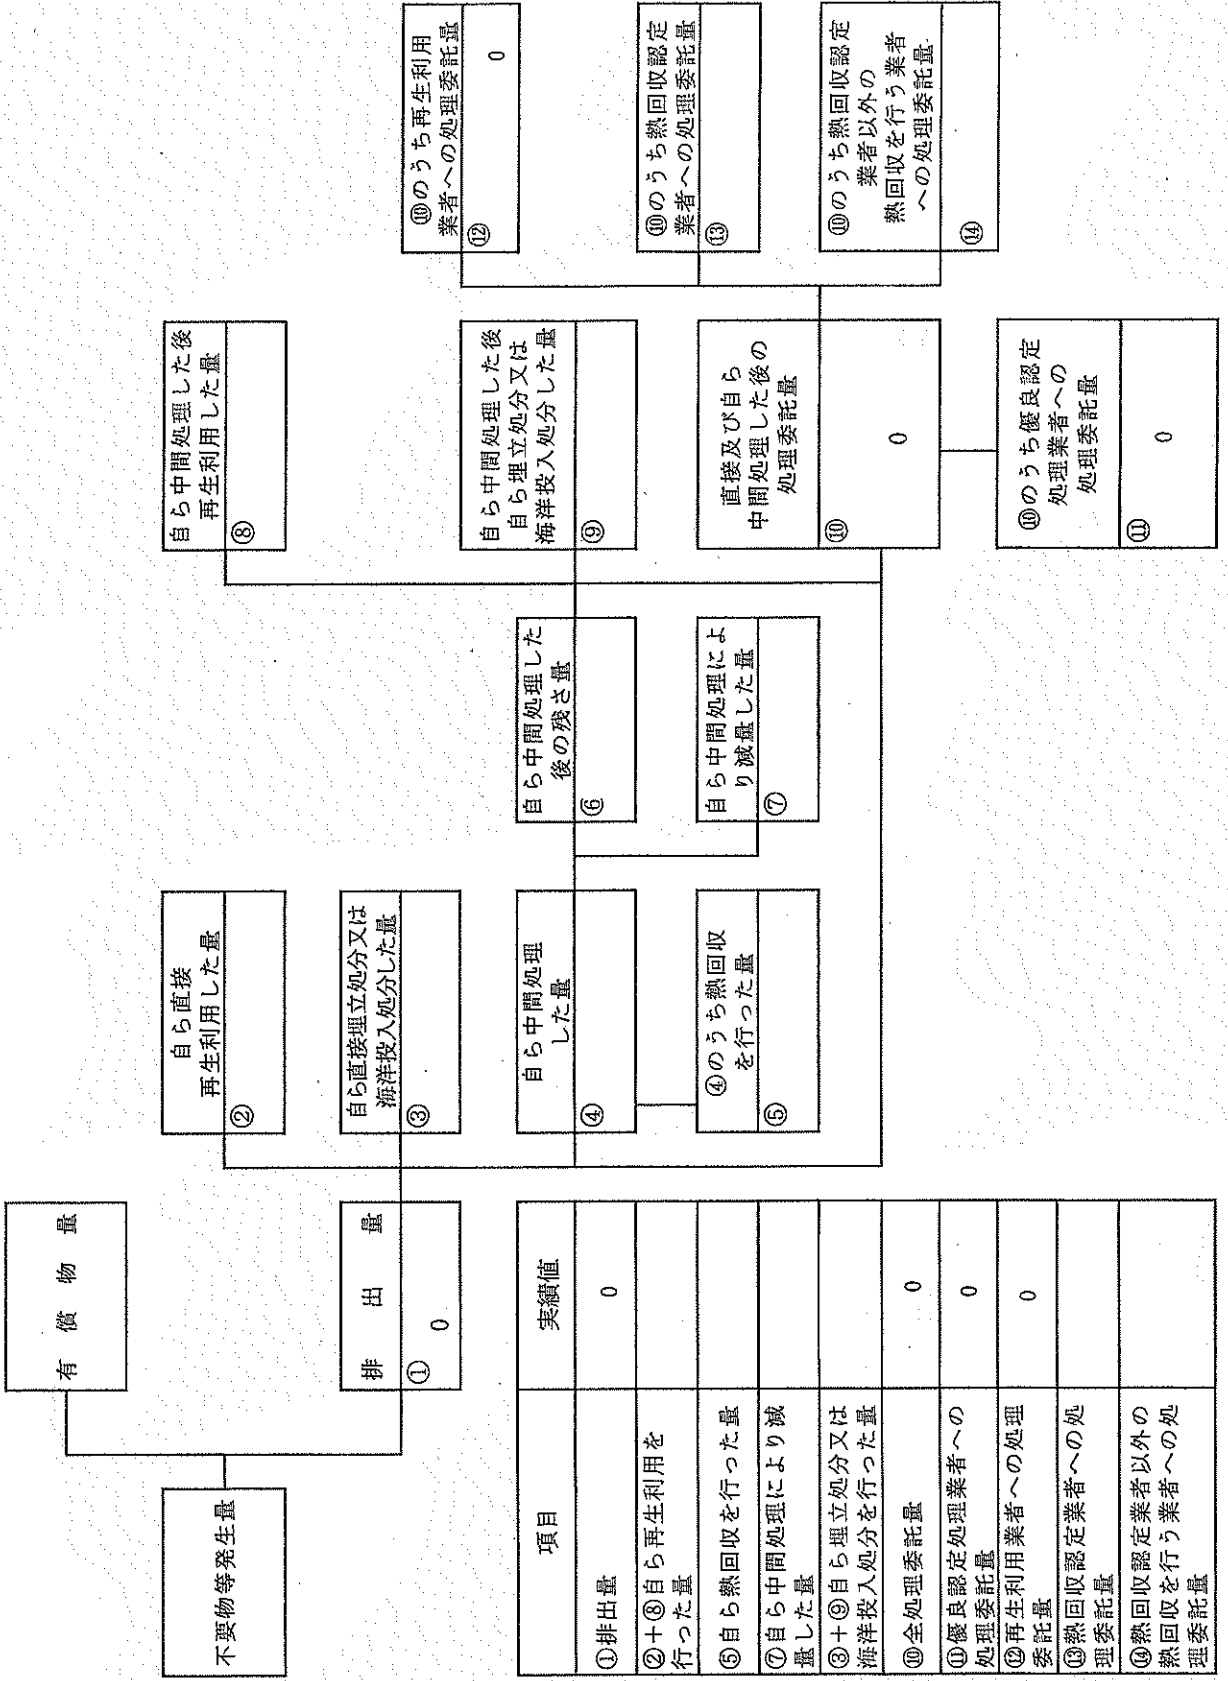 不要物等発生量
有償物量
排出量
①
0
自ら直接
再生利用した量
②
自ら直接埋立処分又は
海洋投入処分した量
③
自ら中間処理
した量
④
④のうち熱回収
を行った量
⑤
自ら中間処理した
後の残さ量
⑥
自ら中間処理によ
り減量した量
⑦
自ら中間処理した後
再生利用した量
⑧
自ら中間処理した後
自ら埋立処分又は
海洋投入処分した量
⑨
直接及び自ら
中間処理した後の
処理委託量
⑩
0
⑩のうち優良認定
処理業者への
処理委託量
⑪
0
⑩のうち再生利用
業者への処理委託量
⑫
0
⑩のうち熱回収認定
業者への処理委託量
⑬
⑩のうち熱回収認定
業者以外の
熱回収を行う業者
への処理委託量
⑭
項目 実績値
①排出量 0
②+⑧自ら再生利用を
行った量
⑤自ら熱回収を行った量
⑦自ら中間処理により減
量した量
③+⑨自ら埋立処分又は
海洋投入処分を行った量
⑩全処理委託量 0
⑪優良認定処理業者への
処理委託量 0
⑫再生利用業者への処理
委託量 0
⑬熱回収認定業者への処
理委託量
⑭熱回収認定業者以外の
熱回収を行う業者への処
理委託量